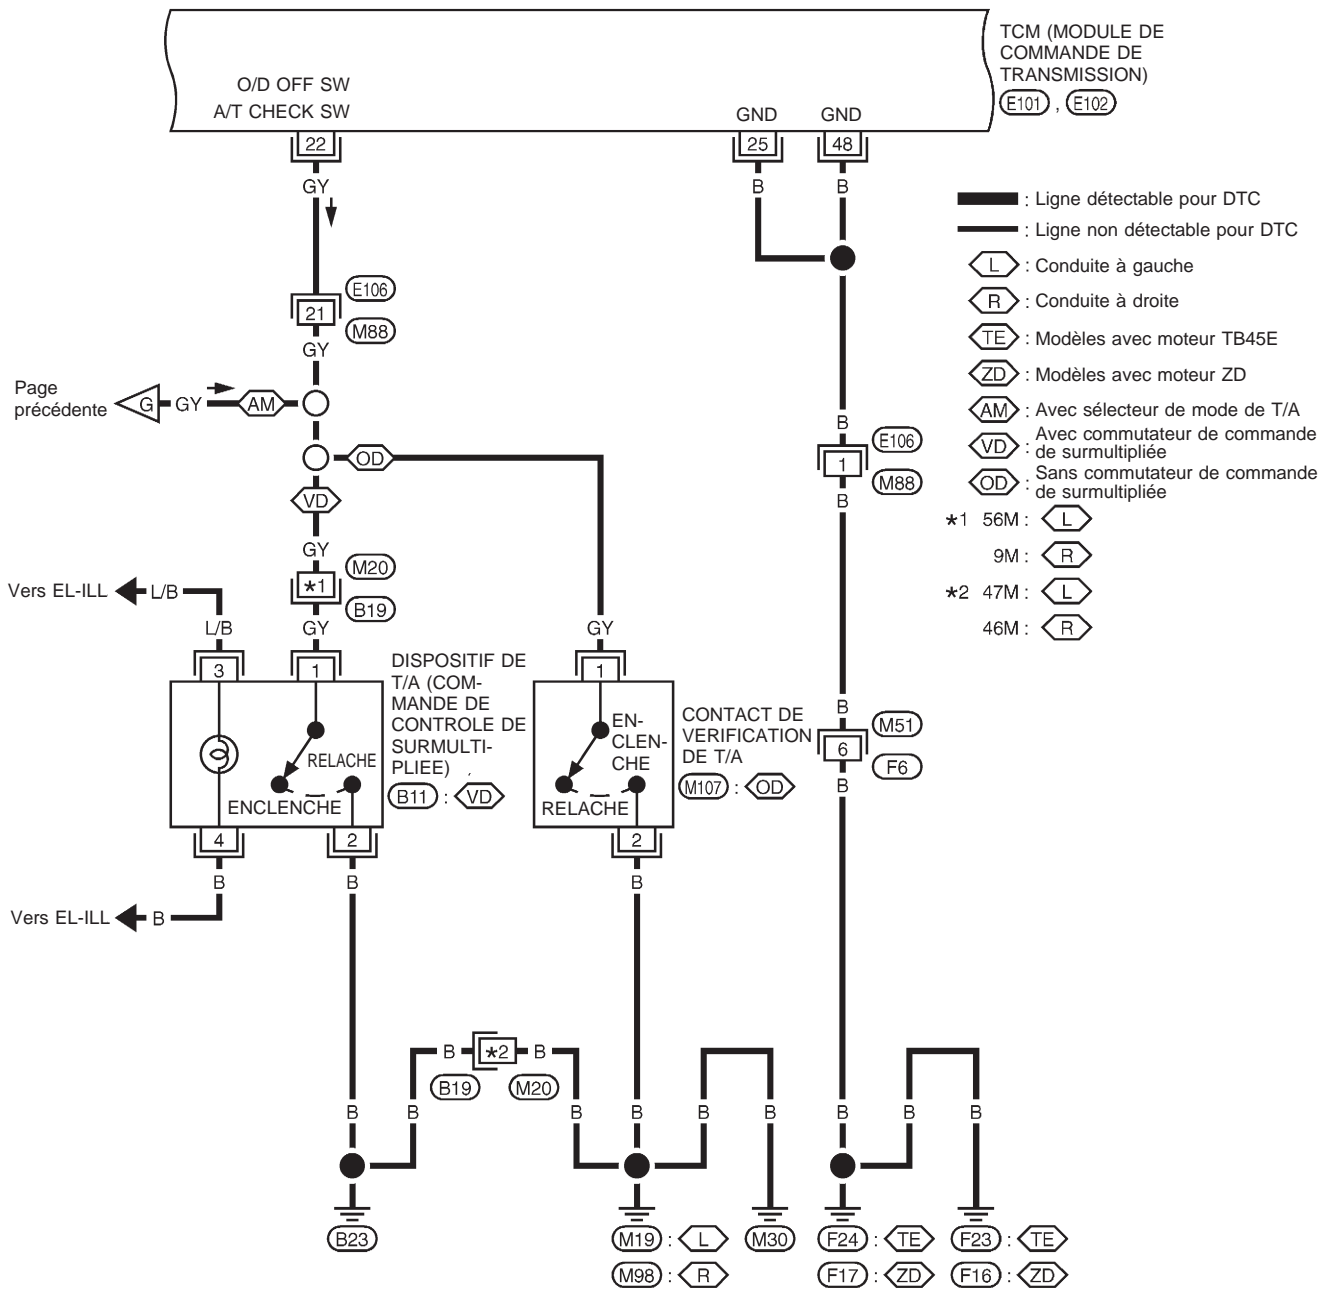 TCM (MODULE DE
COMMANDE DE
TRANSMISSION)
E101 , E102
O/D OFF SW
A/T CHECK SW
GND GND
22 25 48
GY B B
: Ligne détectable pour DTC
: Ligne non détectable pour DTC
L : Conduite à gauche
R : Conduite à droite
TE : Modèles avec moteur TB45E
ZD : Modèles avec moteur ZD
AM : Avec sélecteur de mode de T/A
VD : Avec commutateur de commande
de surmultipliée
OD : Sans commutateur de commande
de surmultipliée
*1 56M : L
9M : R
*2 47M : L
46M : R
E106
21
M88
GY
Page
précédente
G GY AM
OD
VD
B
E106
1
M88
B
GY
M20
*1
B19
GY
Vers EL-ILL L/B
L/B
GY
3 1 1
DISPOSITIF DE
T/A (COM-
MANDE DE
CONTROLE DE
SURMULTI-
PLIEE)
B11 : VD
RELACHE
ENCLENCHE
EN-
CLEN-
CHE
RELACHE
CONTACT DE
VERIFICATION
DE T/A
M107 : OD
B
M51
6
F6
B
4 2 2
B B B
Vers EL-ILL B
B *2 B
B19 M20
B B B B B B B B B
B23
M19 : L M30 F24 : TE F23 : TE
M98 : R F17 : ZD F16 : ZD